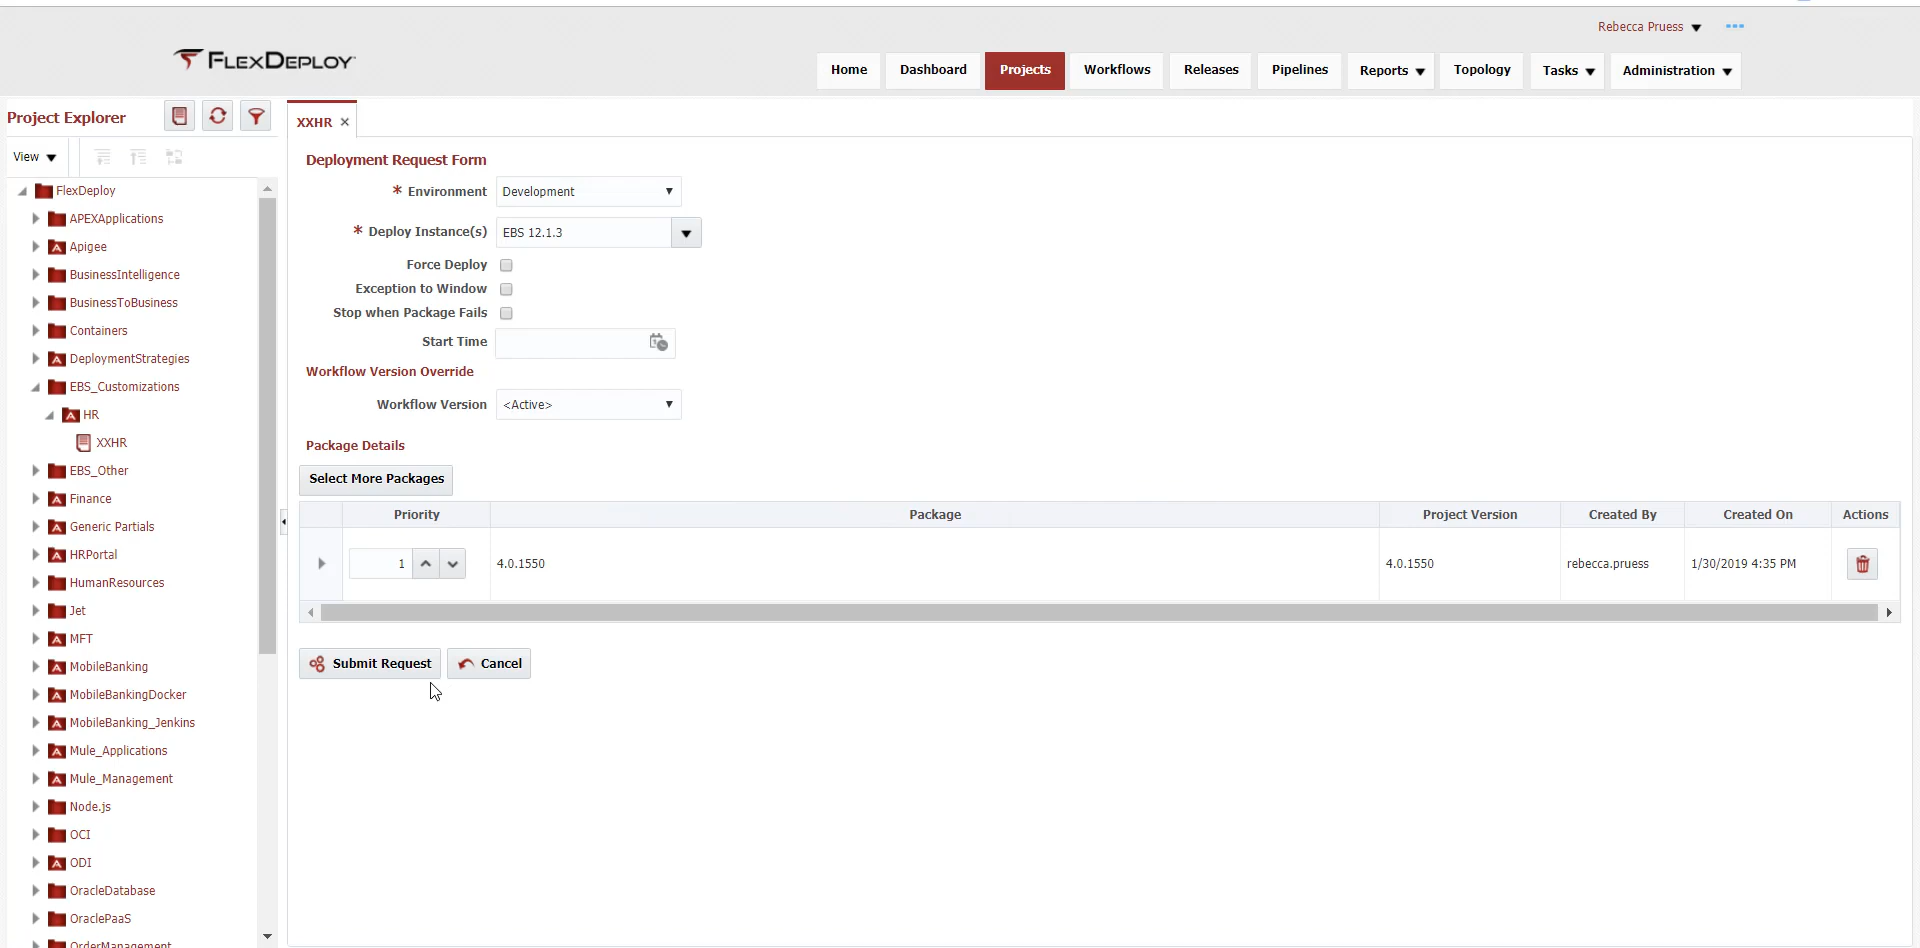 Rebecca Pruess
FLEXDEPLOY
Home Dashboard Projects Workflows Releases Pipelines Reports Topology Tasks Administration
Project Explorer
View
FlexDeploy
APEXApplications
Apigee
BusinessIntelligence
BusinessToBusiness
Containers
DeploymentStrategies
EBS_Customizations
HR
XXHR
EBS_Other
Finance
Generic Partials
HRPortal
HumanResources
Jet
MFT
MobileBanking
MobileBankingDocker
MobileBanking_Jenkins
Mule_Applications
Mule_Management
Node.js
OCI
ODI
OracleDatabase
OraclePaaS
OrderManagement
XXHR
Deployment Request Form
* Environment Development
* Deploy Instance(s) EBS 12.1.3
Force Deploy
Exception to Window
Stop when Package Fails
Start Time
Workflow Version Override
Workflow Version <Active>
Package Details
Select More Packages
Priority Package Project Version Created By Created On Actions
1 4.0.1550 4.0.1550 rebecca.pruess 1/30/2019 4:35 PM
Submit Request Cancel